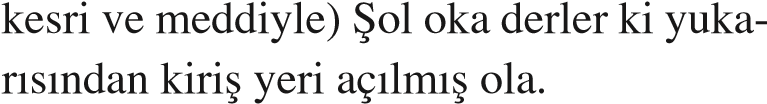 kesri ve meddiyle) Şol oka derler ki yuka-
rısından kiriş yeri açılmış ola.